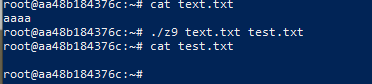 root@aa48b184376c:~# cat text.txt
aaaa
root@aa48b184376c:~# ./z9 text.txt test.txt
root@aa48b184376c:~# cat test.txt
root@aa48b184376c:~#